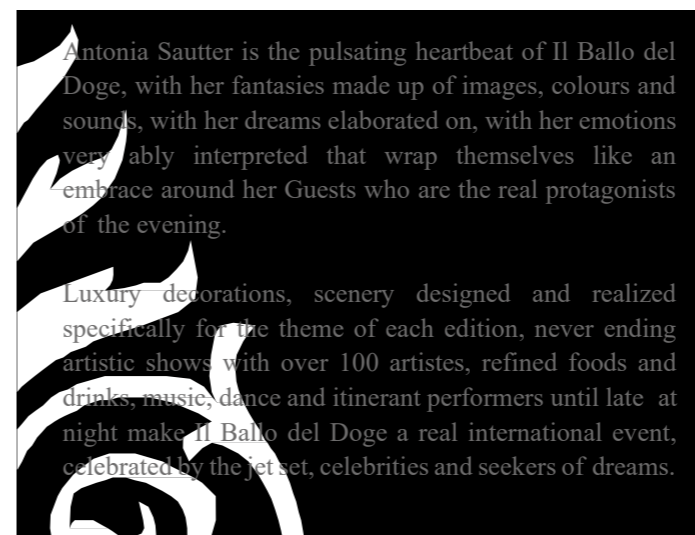 Antonia Sautter is the pulsating heartbeat of Il Ballo del
Doge, with her fantasies made up of images, colours and
sounds, with her dreams elaborated on, with her emotions
very ably interpreted that wrap themselves like an
embrace around her Guests who are the real protagonists
of the evening.
Luxury decorations, scenery designed and realized
specifically for the theme of each edition, never ending
artistic shows with over 100 artistes, refined foods and
drinks, music, dance and itinerant performers until late at
night make Il Ballo del Doge a real international event,
celebrated by the jet set, celebrities and seekers of dreams.